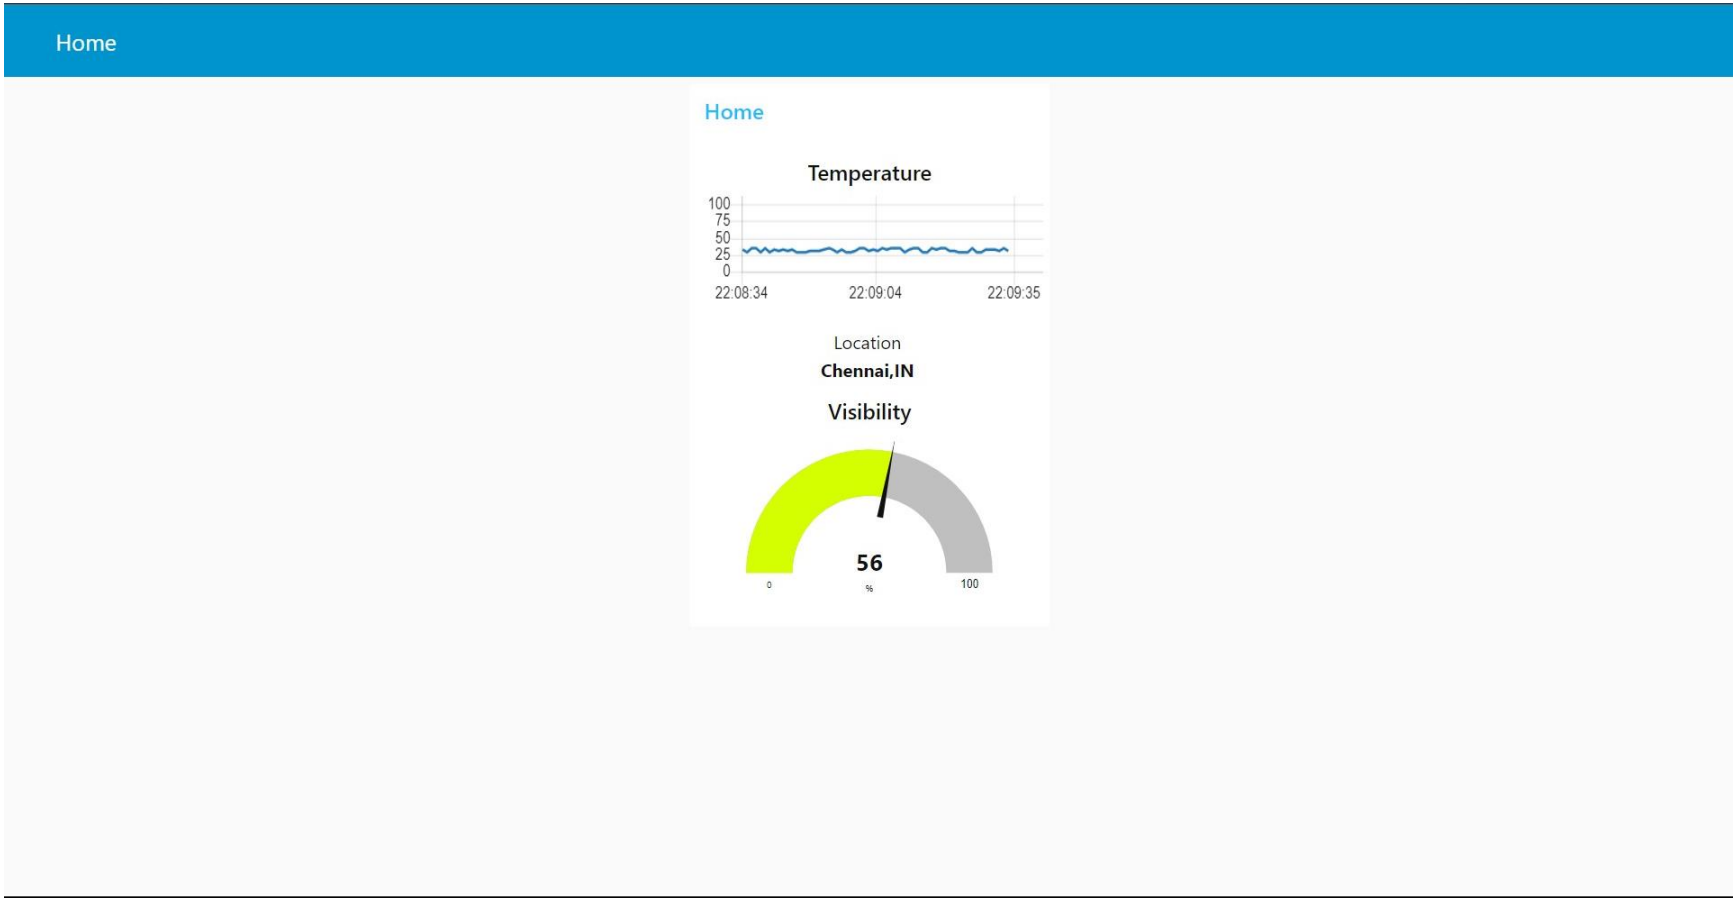 Home
Home
Temperature
100
75
50
25
0
22:08:34 22:09:04 22:09:35
Location
Chennai,IN
Visibility
56
0 % 100